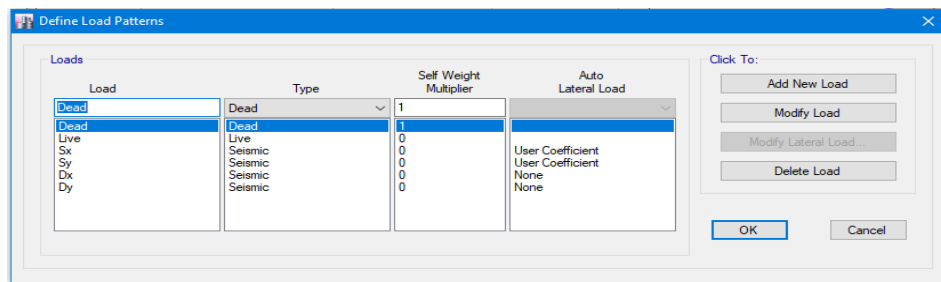 Define Load Patterns
Loads
Click To:
Load Type Self Weight Multiplier Auto Lateral Load
Dead Dead 1
Dead Dead 1
Live Live 0
Sx Seismic 0 User Coefficient
Sy Seismic 0 User Coefficient
Dx Seismic 0 None
Dy Seismic 0 None
Add New Load
Modify Load
Modify Lateral Load...
Delete Load
OK Cancel